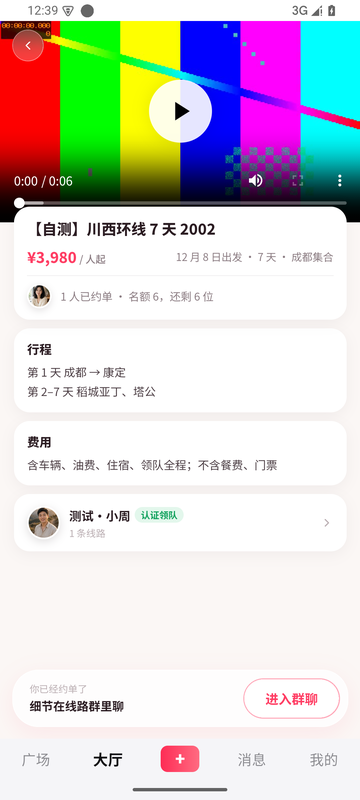 12:39
3G
00:00:00.000
0
0:00 / 0:06
【自测】川西环线 7 天 2002
¥3,980 / 人起
12 月 8 日出发 · 7 天 · 成都集合
1 人已约单 · 名额 6，还剩 6 位
行程
第 1 天 成都 → 康定
第 2–7 天 稻城亚丁、塔公
费用
含车辆、油费、住宿、领队全程；不含餐费、门票
测试·小周 认证领队
1 条线路
你已经约单了
细节在线路群里聊
进入群聊
广场 大厅 + 消息 我的